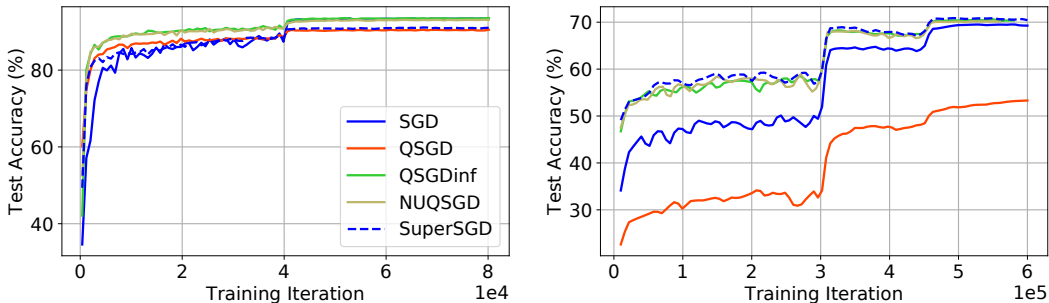 Test Accuracy (%)
80
60
40
0
2
4
6
8
1e4
Training Iteration
SGD
QSGD
QSGDinf
NUQSGD
SuperSGD
Test Accuracy (%)
70
60
50
40
30
0
1
2
3
4
5
6
1e5
Training Iteration